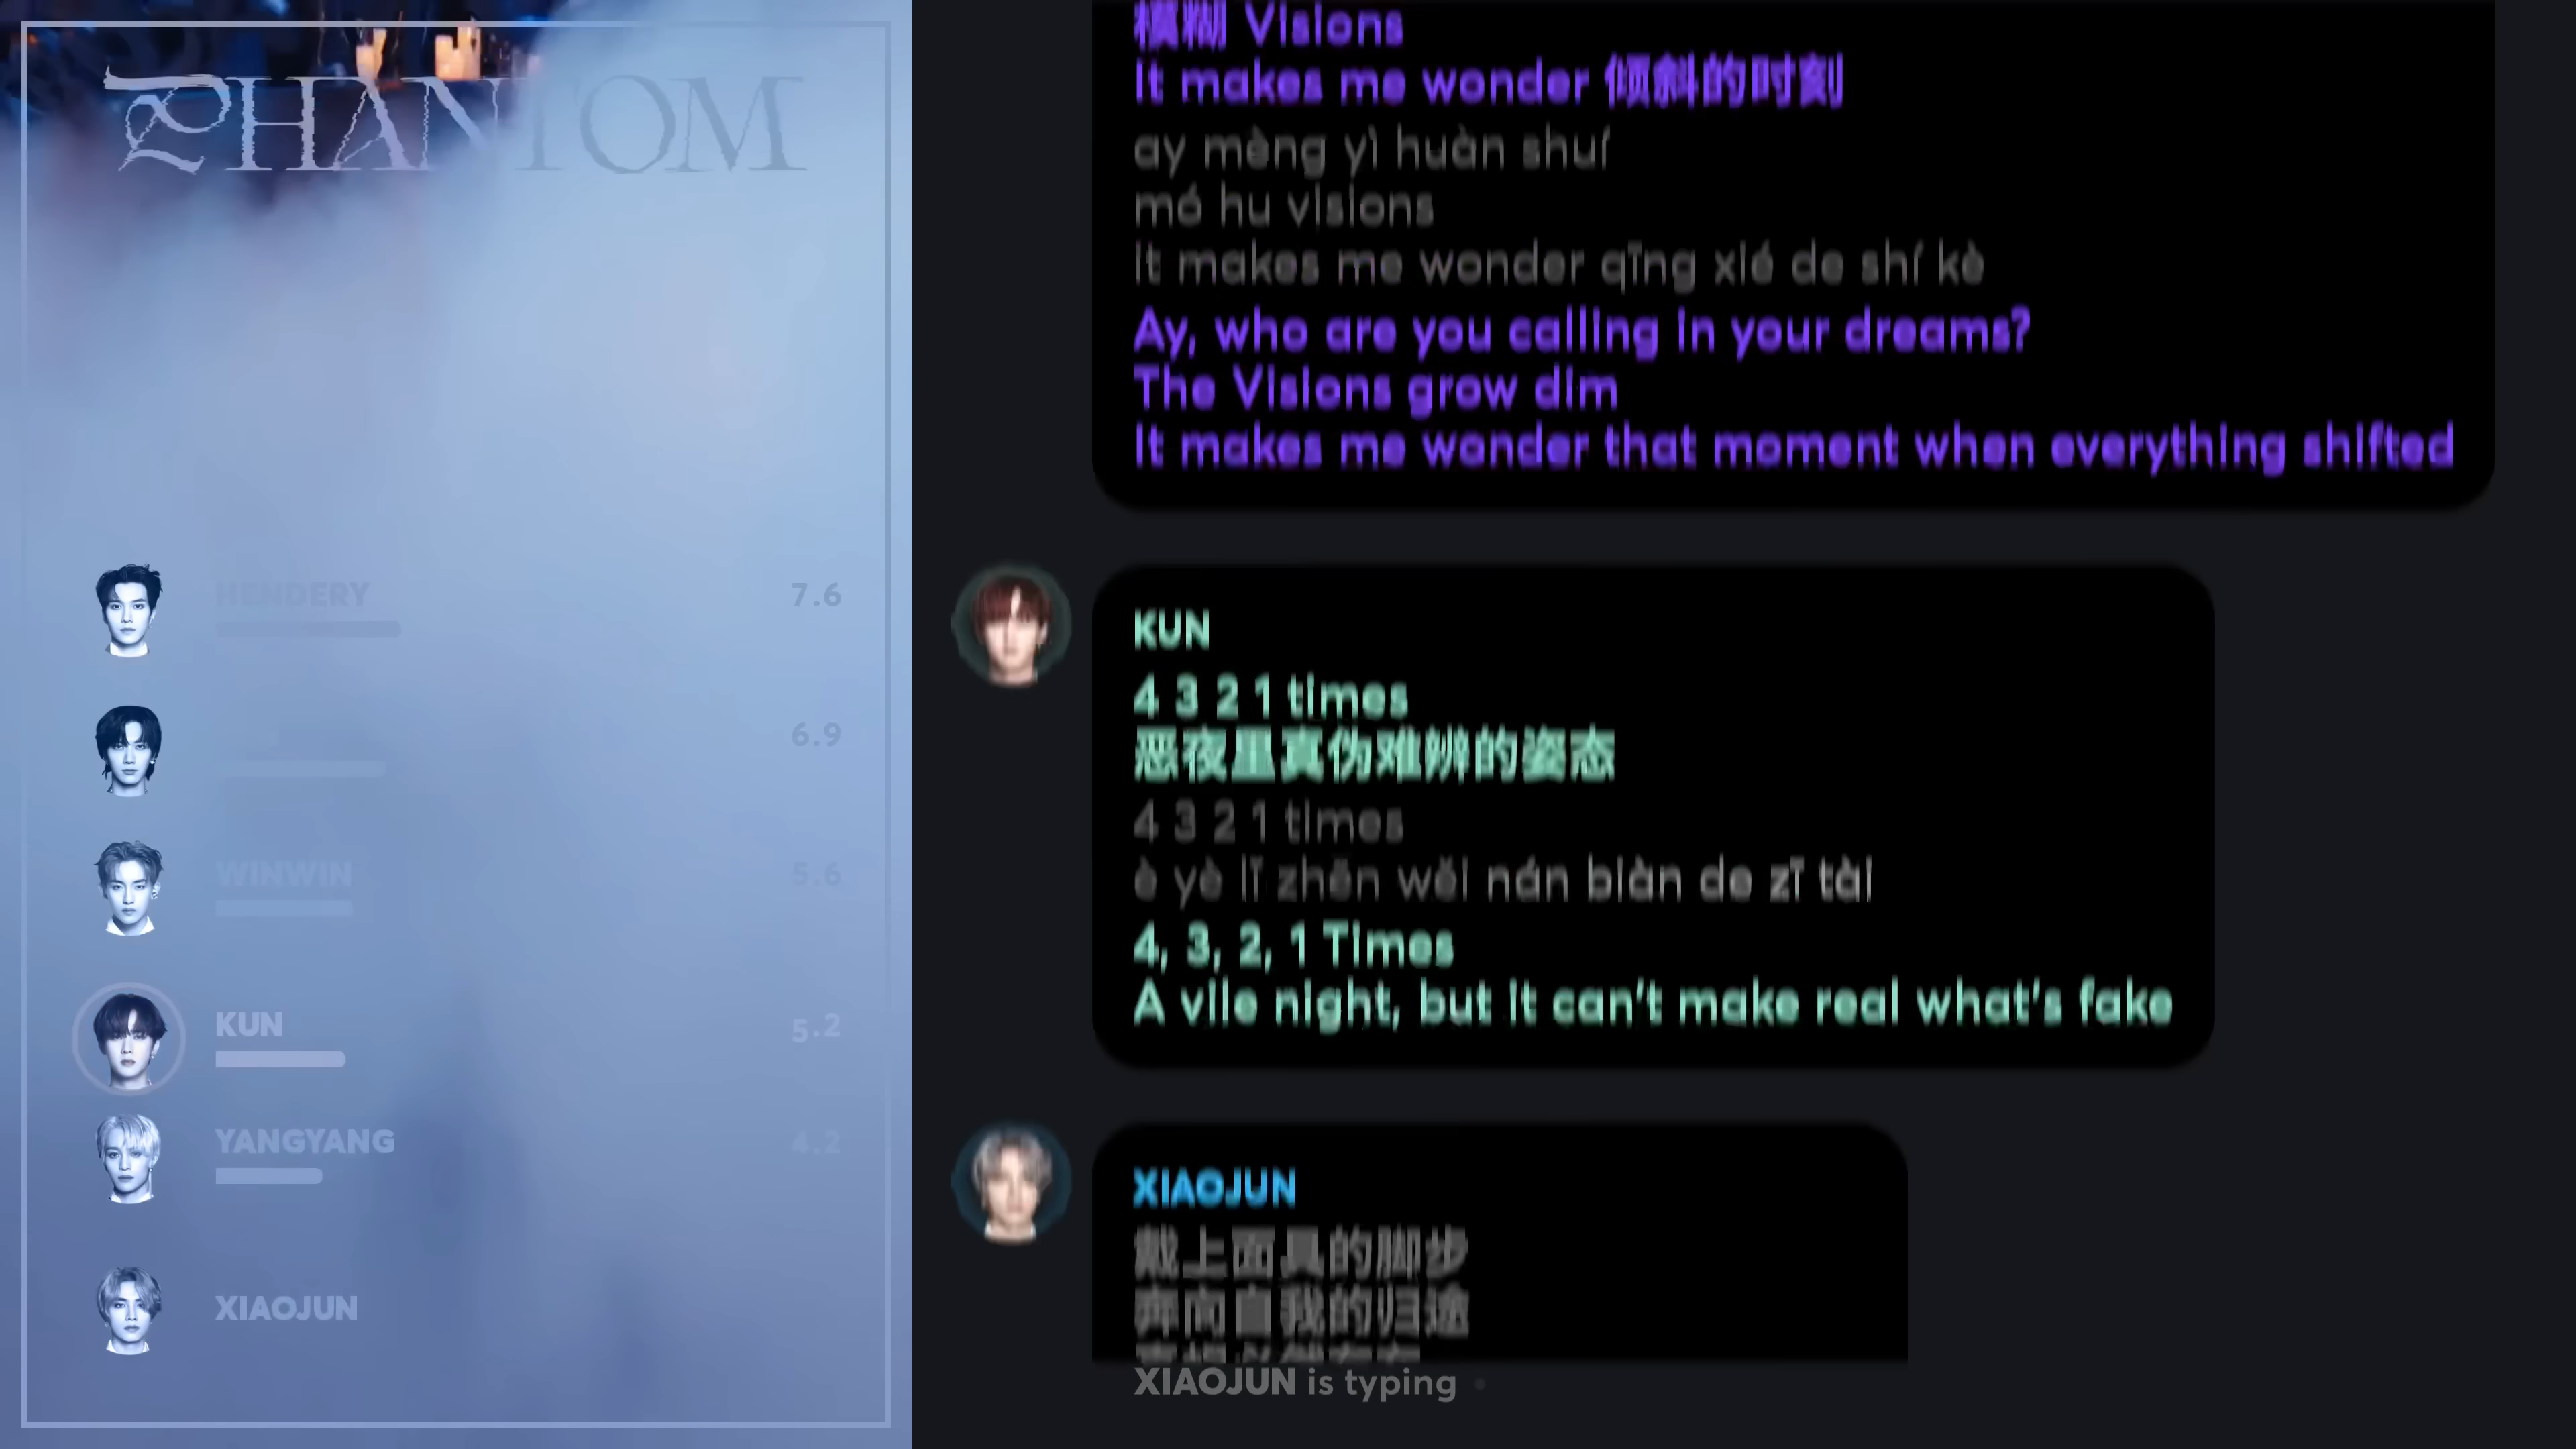 PHANTOM
HENDERY
7.6
6.9
WINWIN
5.6
KUN
5.2
YANGYANG
4.2
XIAOJUN
模糊 Visions
It makes me wonder 倾斜的时刻
ay mèng yì huàn shuí
mó hu visions
It makes me wonder qīng xié de shí kè
Ay, who are you calling in your dreams?
The Visions grow dim
It makes me wonder that moment when everything shifted
KUN
4 3 2 1 times
恶夜里真伪难辨的姿态
4 3 2 1 times
è yè lǐ zhēn wěi nán biàn de zī tài
4, 3, 2, 1 Times
A vile night, but it can't make real what's fake
XIAOJUN
戴上面具的脚步
奔向自我的归途
XIAOJUN is typing